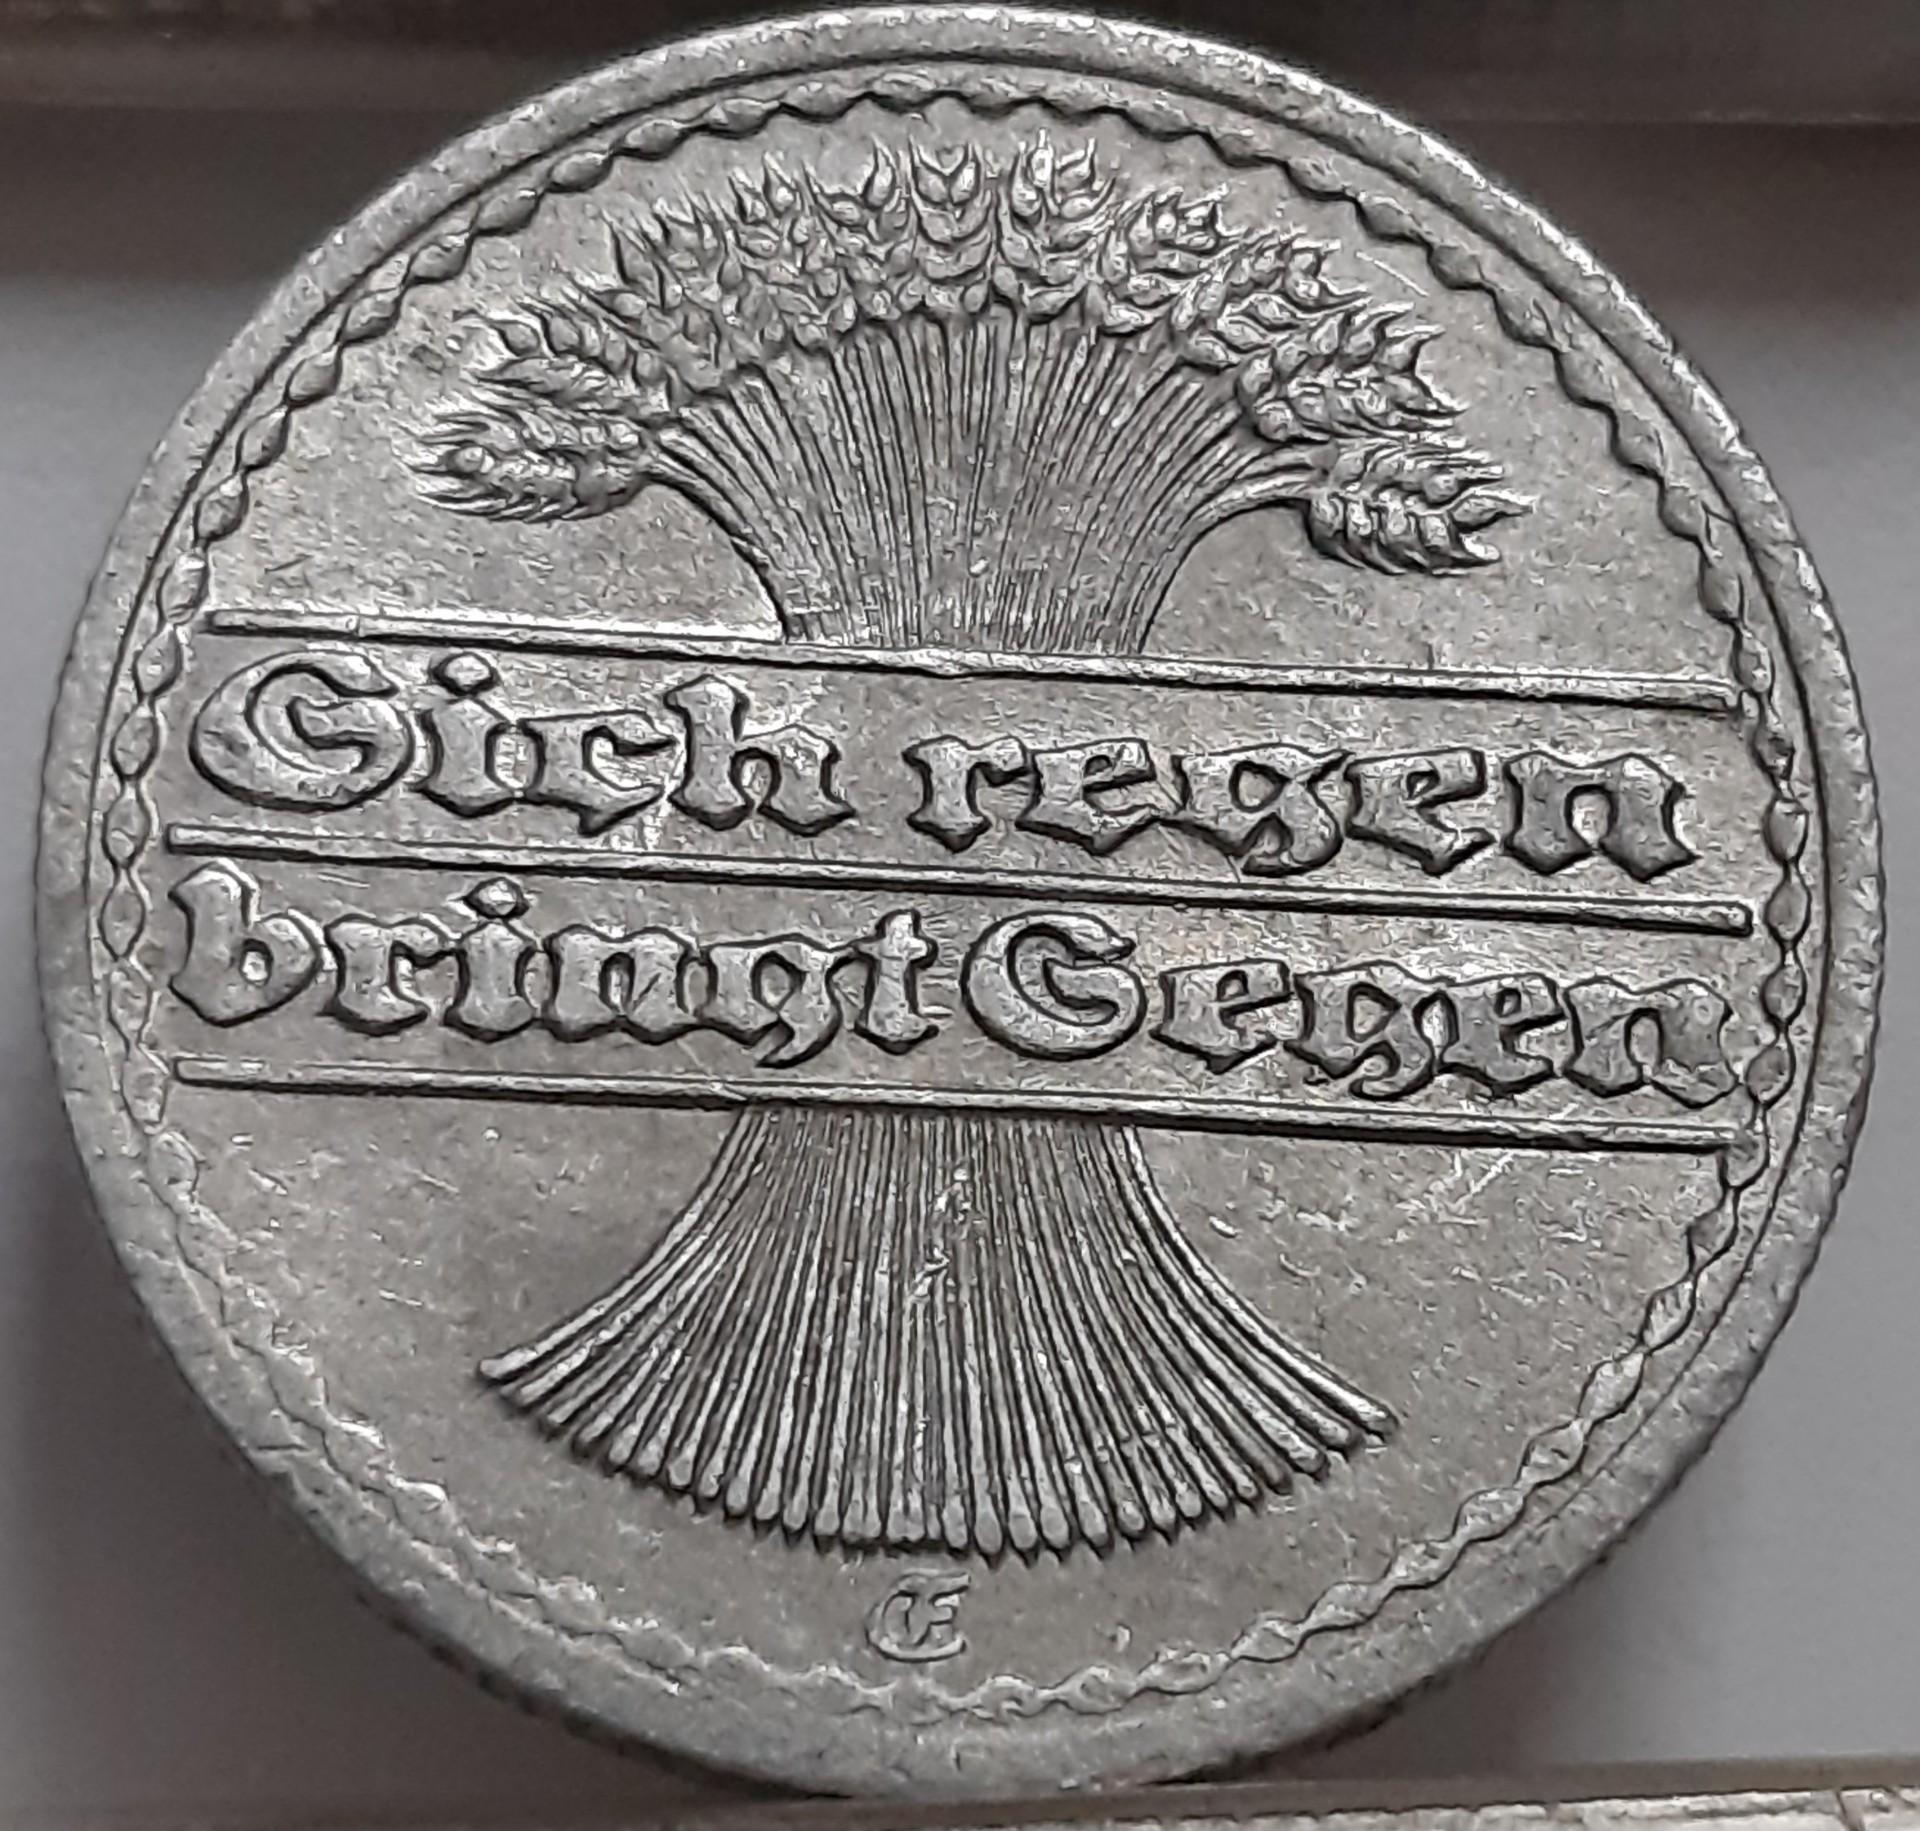 Sich regen
bringt Segen
E